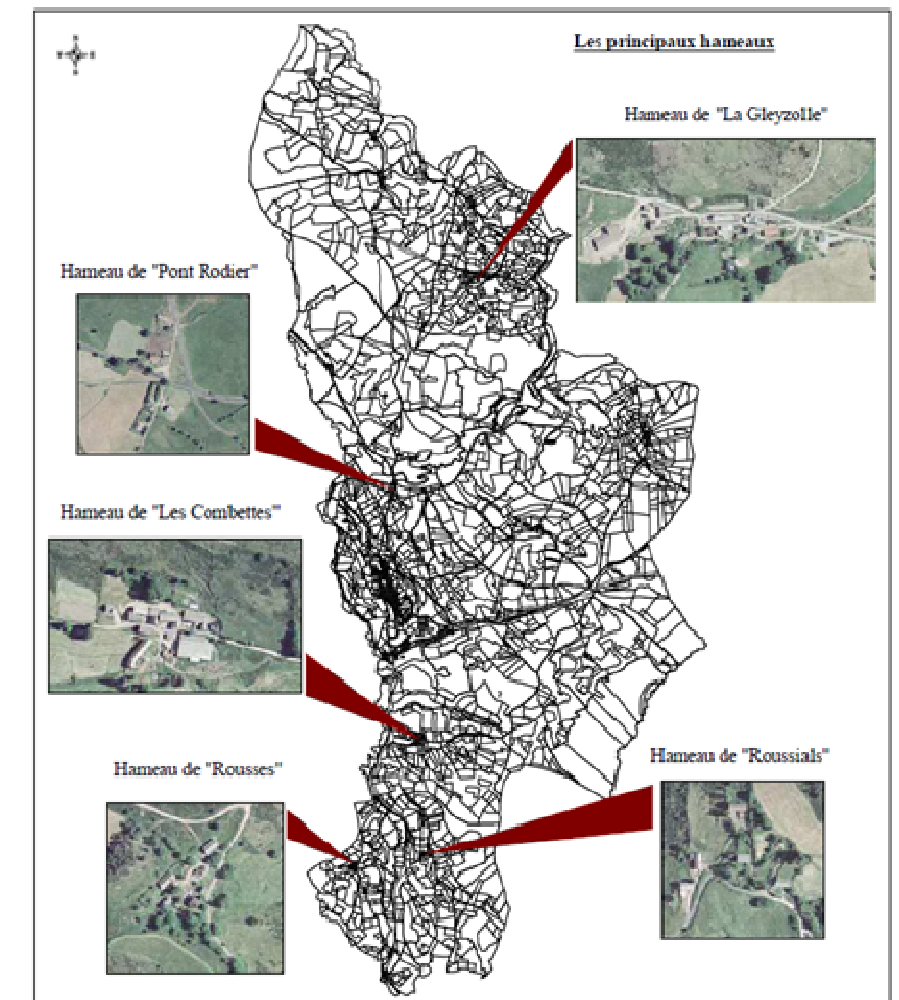 Les principaux hameaux
Hameau de "La Gleyzolle"
Hameau de "Pont Rodier"
Hameau de "Les Combettes"
Hameau de "Rousses"
Hameau de "Roussials"